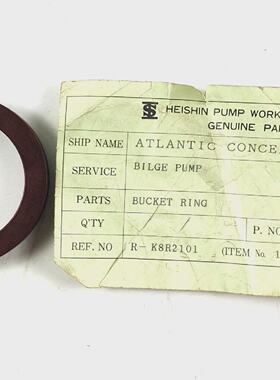 HEISHIN PUMP WORK
GENUINE PA
SHIP NAME ATLANTIC CONCE
SERVICE BILGE PUMP
PARTS BUCKET RING
Q'TY P. NO
REF. NO R- K8R2101 (ITEM No. 1